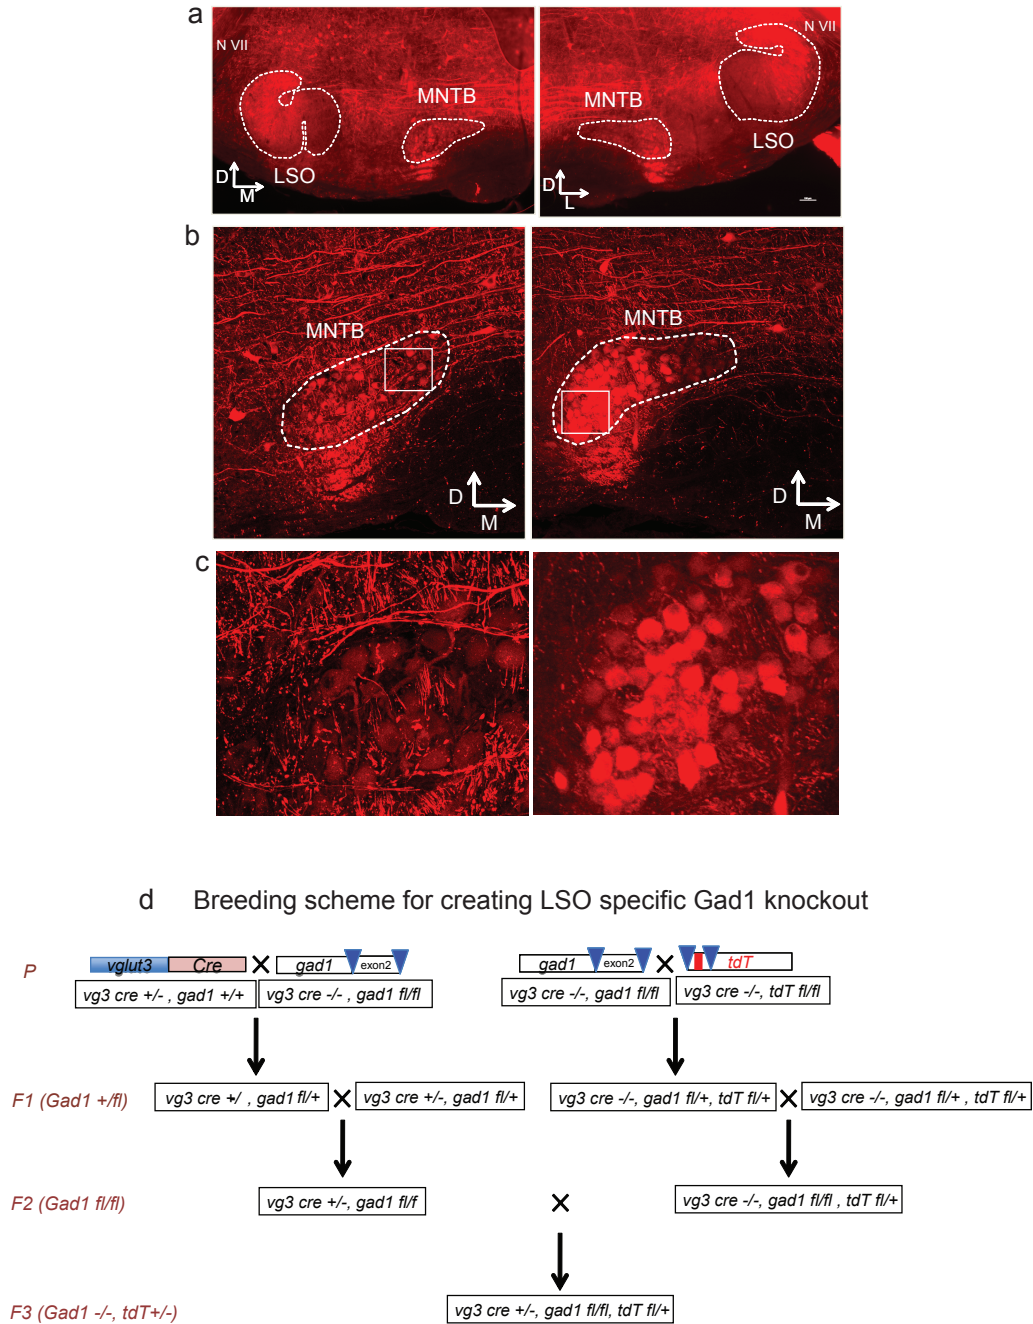 a
N VII
MNTB
LSO
D
M
N VII
MNTB
LSO
D
L
b
MNTB
D
M
MNTB
D
M
c
d Breeding scheme for creating LSO specific Gad1 knockout
P
vglut3 Cre gad1 exon2
gad1 exon2 tdT
vg3 cre +/- , gad1 +/+
vg3 cre -/- , gad1 fl/fl
vg3 cre -/-, gad1 fl/fl
vg3 cre -/-, tdT fl/fl
F1 (Gad1 +/fl)
vg3 cre +/ , gad1 fl/+
vg3 cre +/-, gad1 fl/+
vg3 cre -/-, gad1 fl/+, tdT fl/+
vg3 cre -/-, gad1 fl/+ , tdT fl/+
F2 (Gad1 fl/fl)
vg3 cre +/-, gad1 fl/f
vg3 cre -/-, gad1 fl/fl , tdT fl/+
F3 (Gad1 -/-, tdT+/-)
vg3 cre +/-, gad1 fl/fl, tdT fl/+